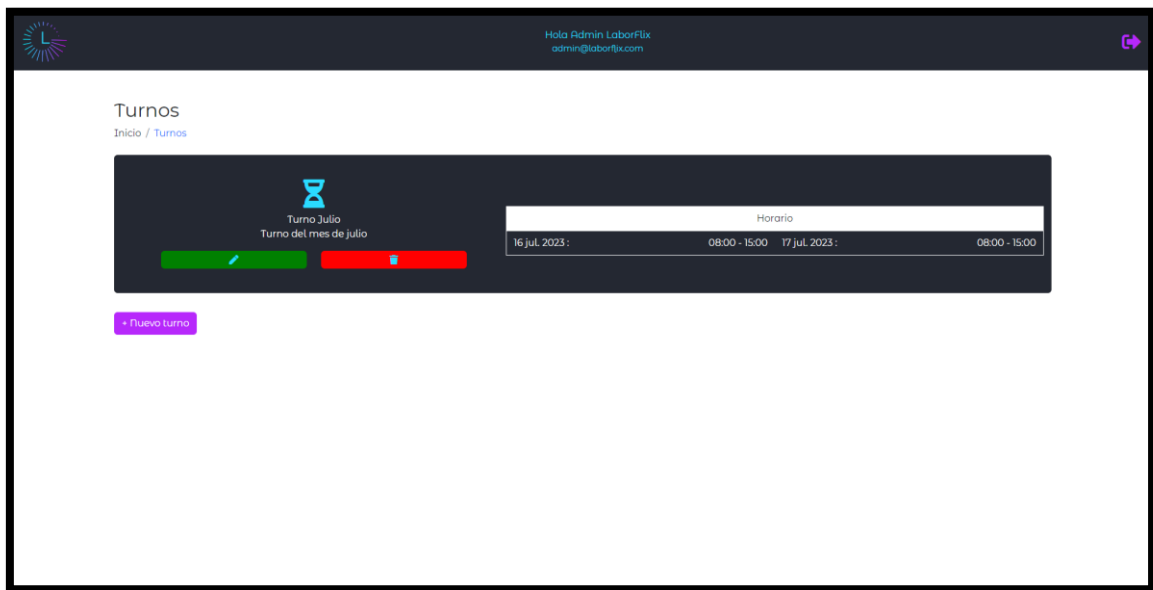 L
Hola Admin LaborFlix
admin@laborflix.com
Turnos
Inicio / Turnos
Turno Julio
Turno del mes de julio
Horario
16 jul. 2023 : 08:00 - 15:00 17 jul. 2023 : 08:00 - 15:00
+ Nuevo turno